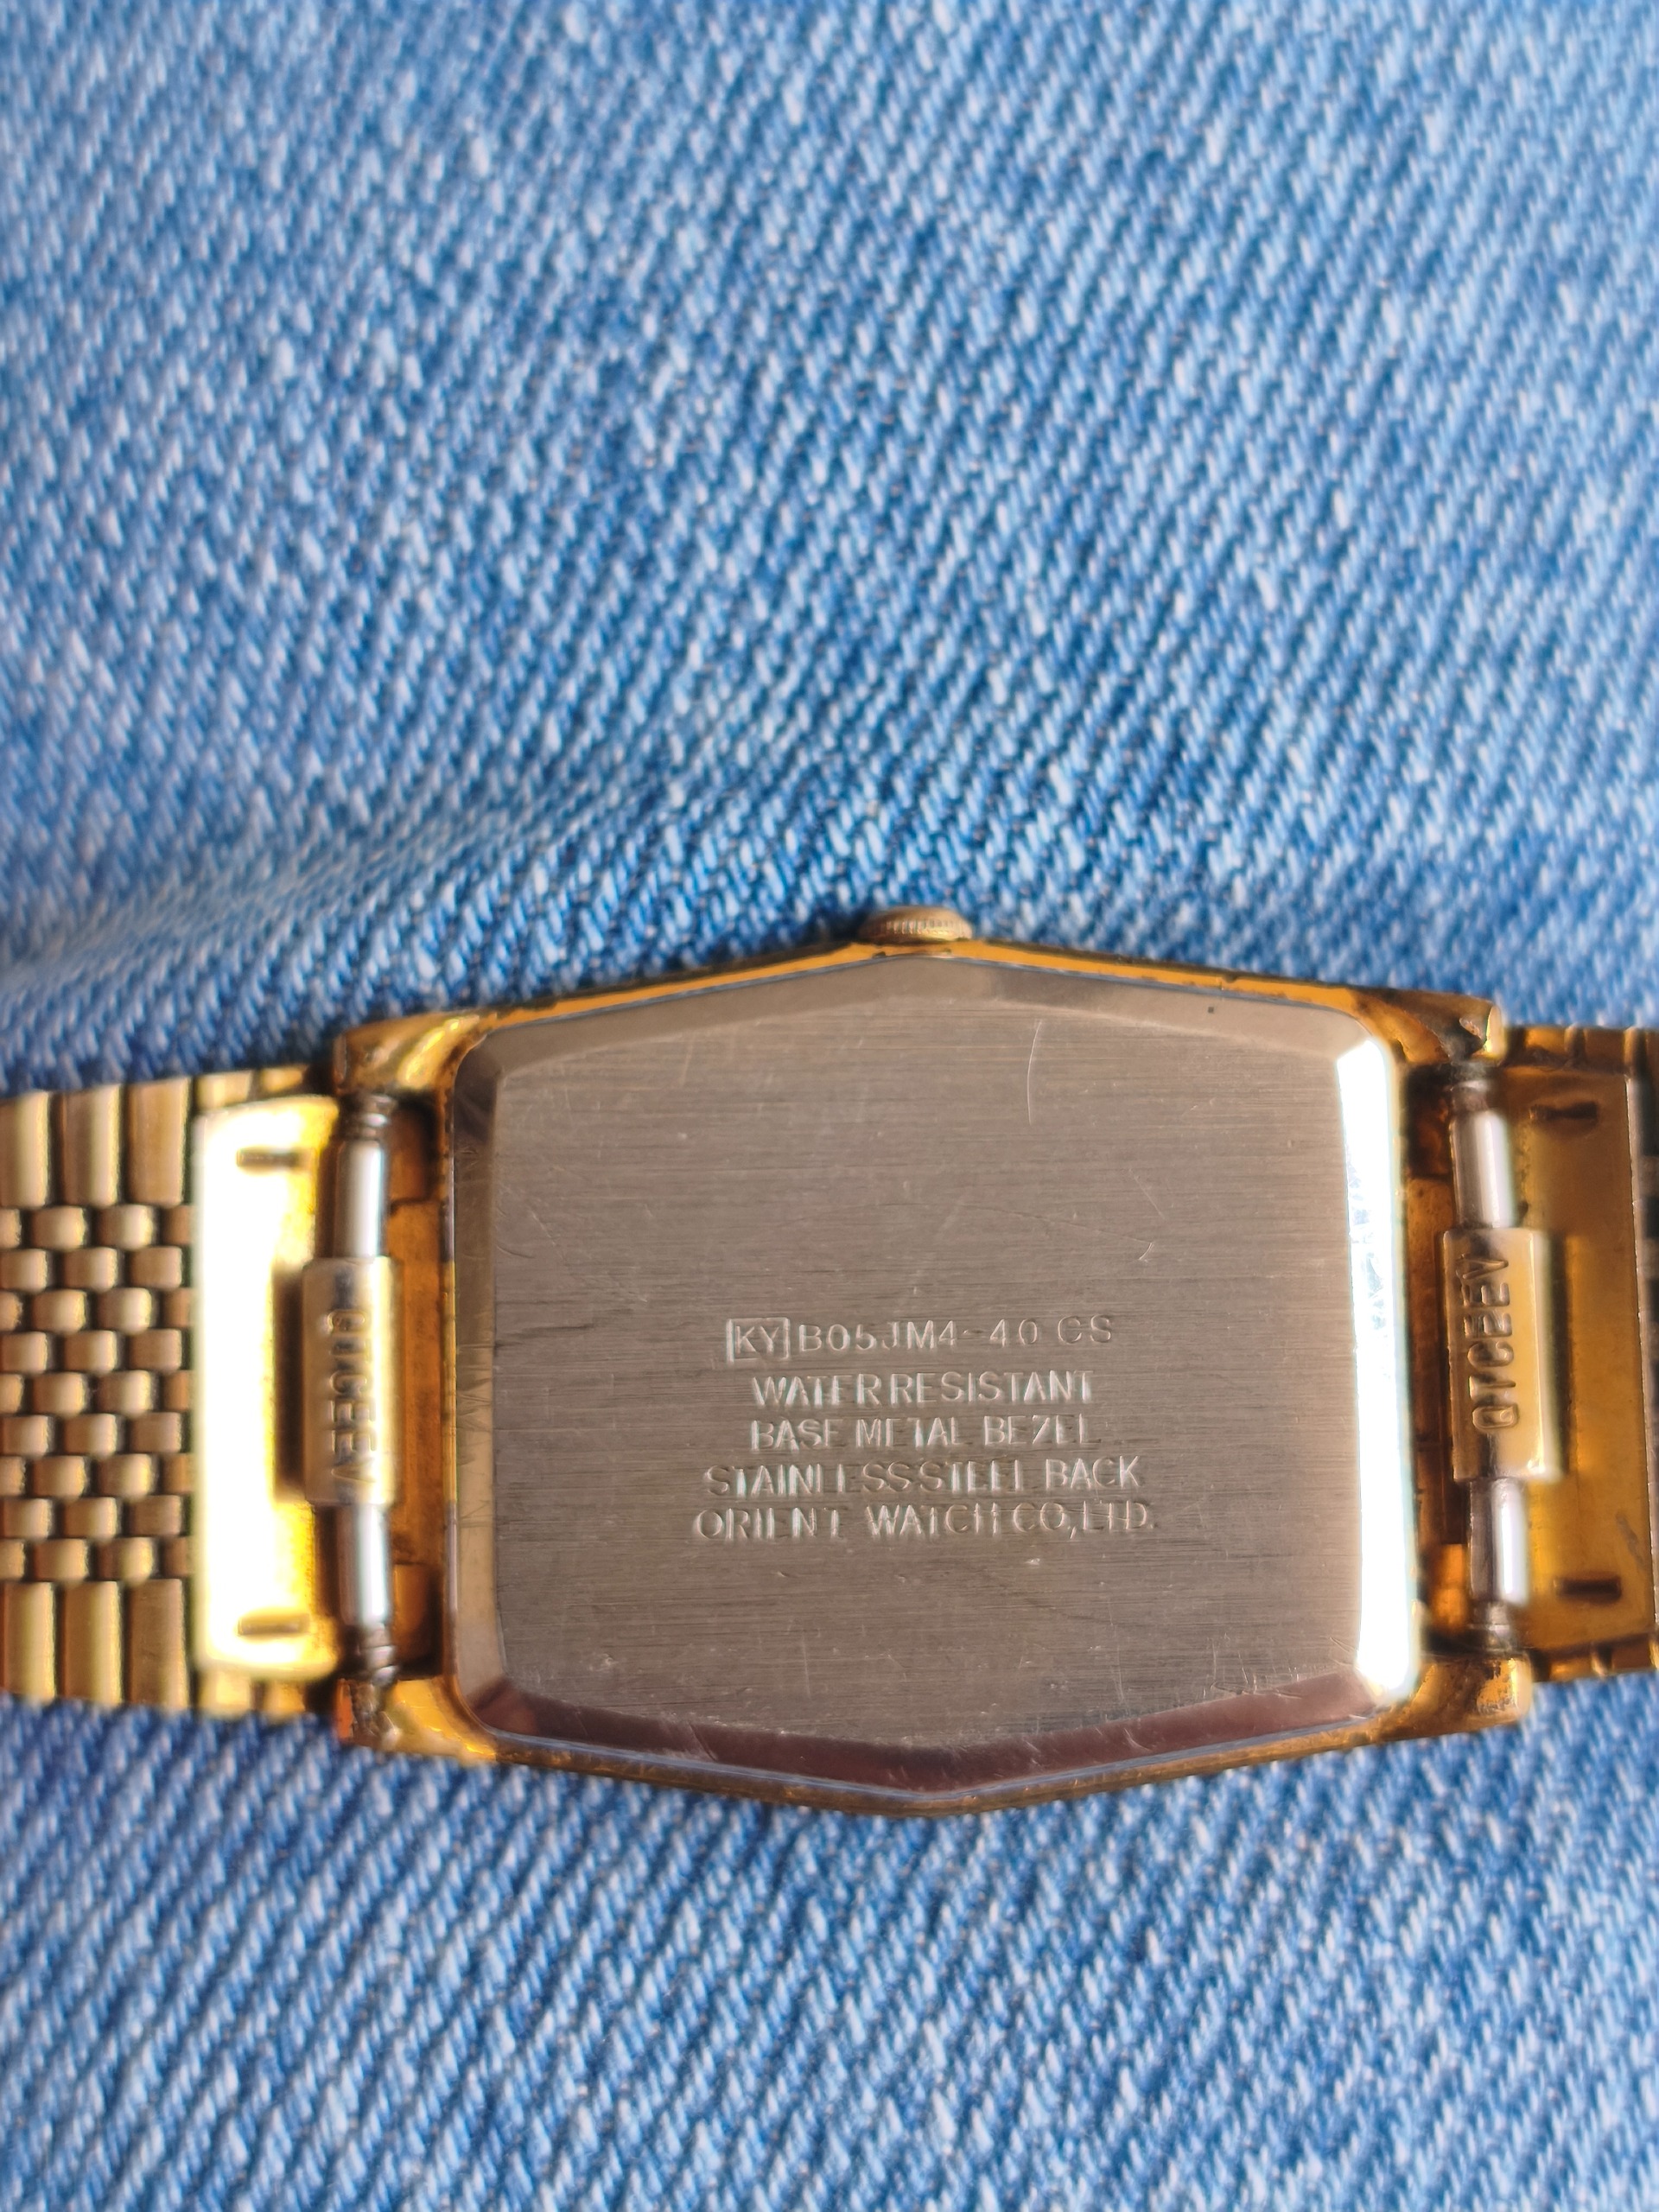 KY B05JM4-40 CS
WATER RESISTANT
BASE METAL BEZEL
STAINLESS STEEL BACK
ORIENT WATCH CO,LTD.